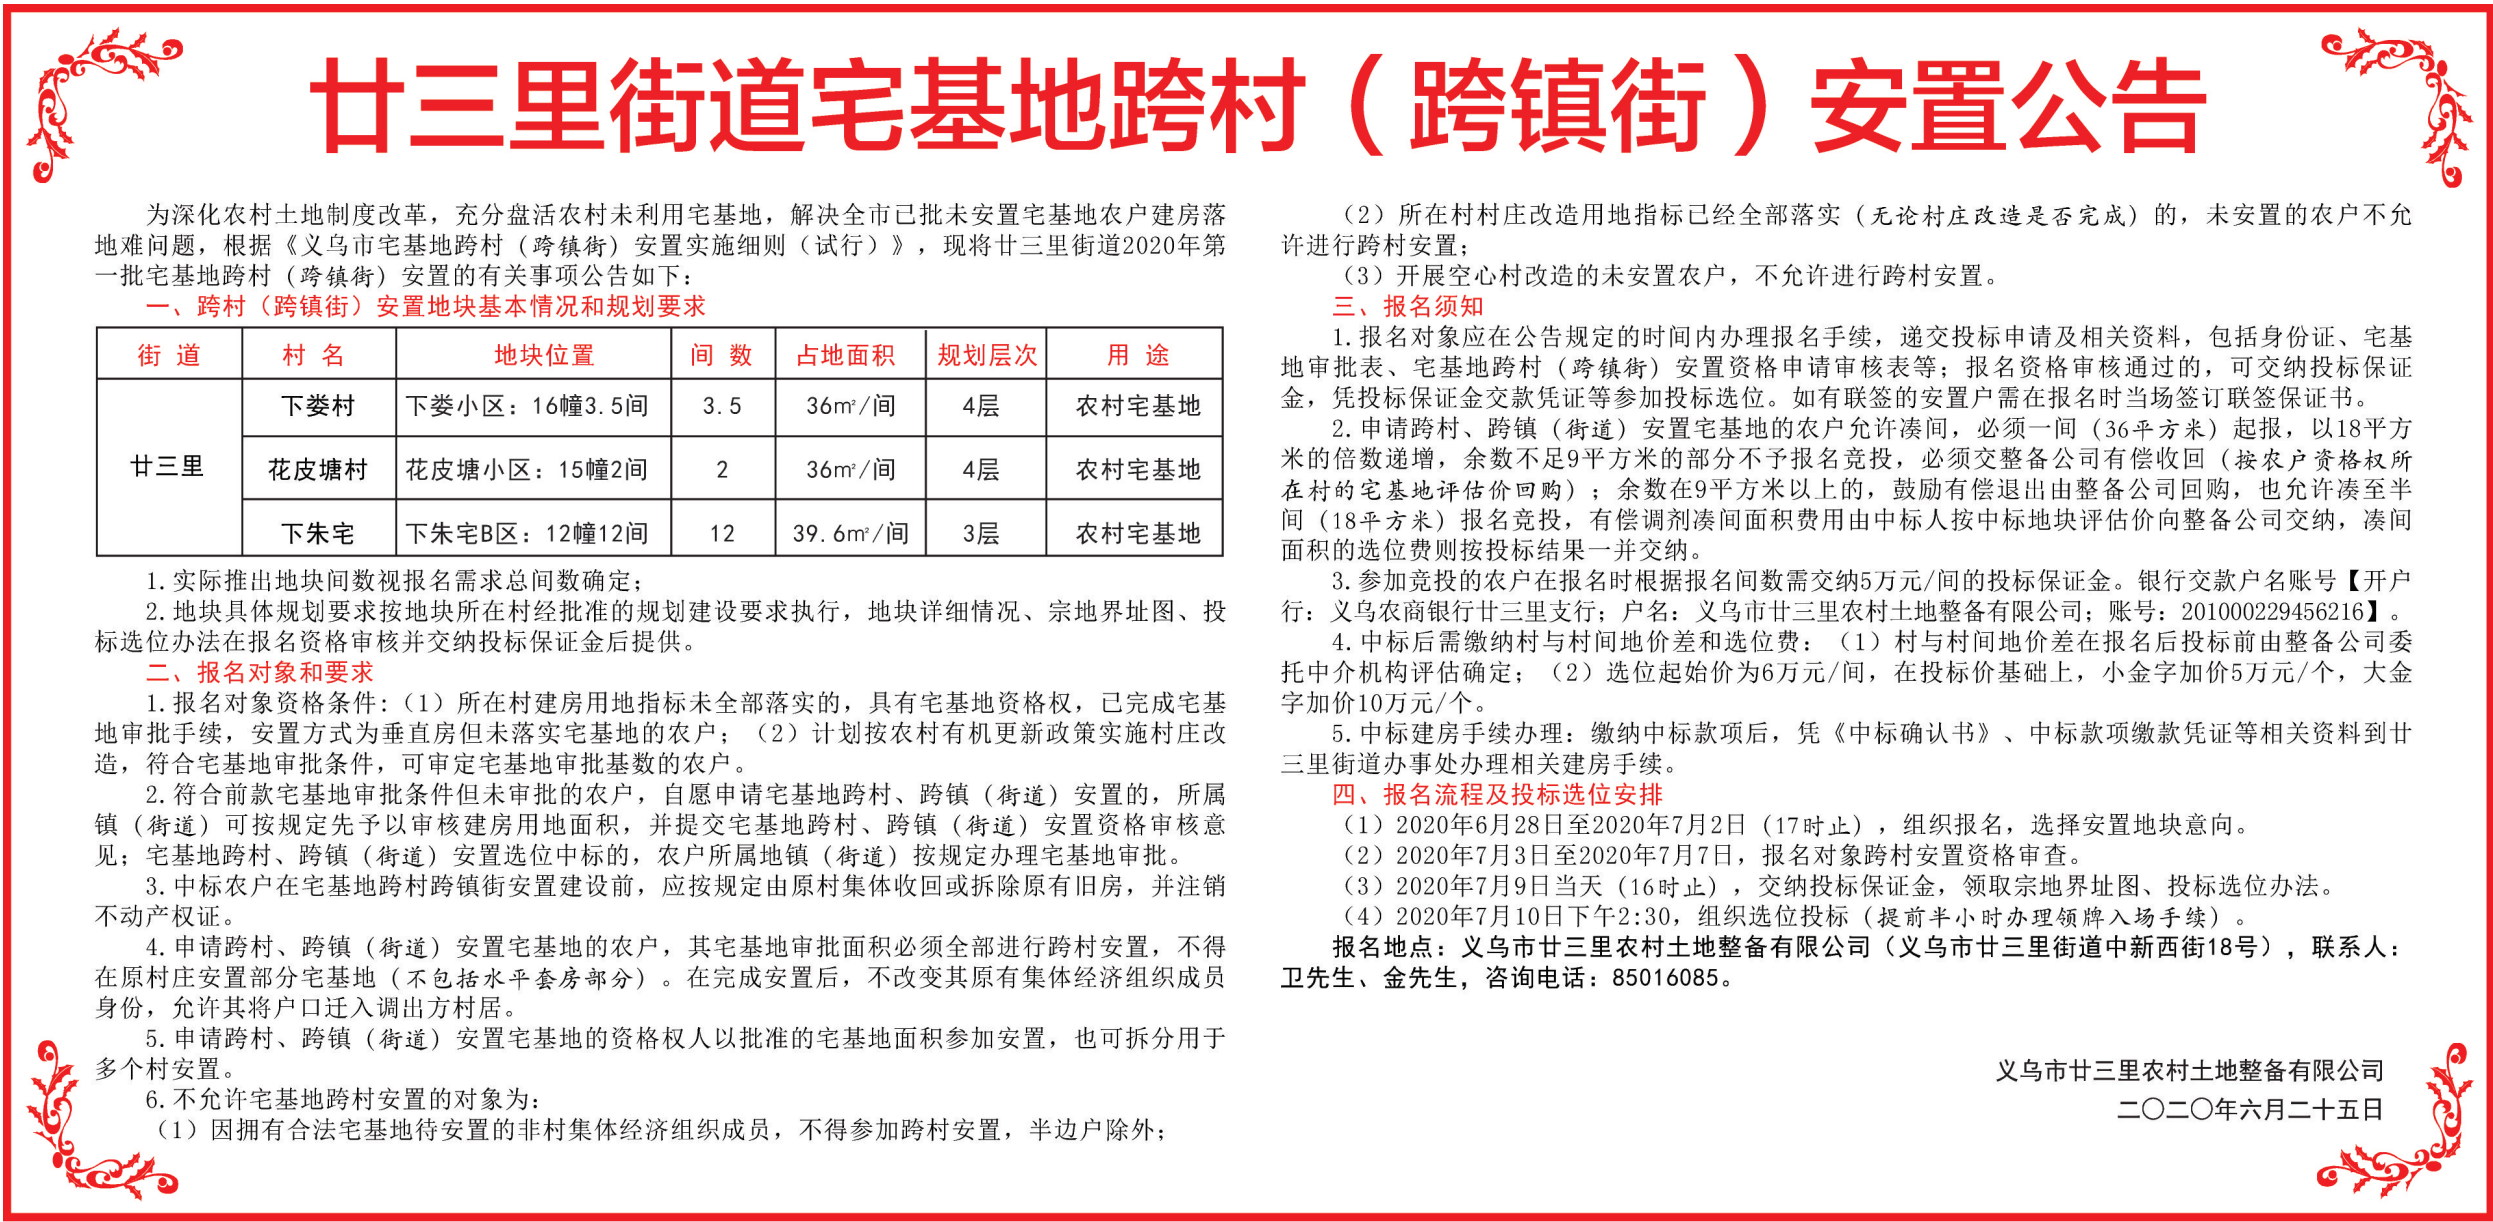 廿三里街道宅基地跨村（跨镇街）安置公告
为深化农村土地制度改革，充分盘活农村未利用宅基地，解决全市已批未安置宅基地农户建房落
地难问题，根据《义乌市宅基地跨村（跨镇街）安置实施细则（试行）》，现将廿三里街道2020年第
一批宅基地跨村（跨镇街）安置的有关事项公告如下：
一、跨村（跨镇街）安置地块基本情况和规划要求
街 道 村 名 地块位置 间 数 占地面积 规划层次 用 途
下娄村 下娄小区：16幢3.5间 3.5 36㎡/间 4层 农村宅基地
廿三里 花皮塘村 花皮塘小区：15幢2间 2 36㎡/间 4层 农村宅基地
下朱宅 下朱宅B区：12幢12间 12 39.6㎡/间 3层 农村宅基地
1.实际推出地块间数视报名需求总间数确定；
2.地块具体规划要求按地块所在村经批准的规划建设要求执行，地块详细情况、宗地界址图、投
标选位办法在报名资格审核并交纳投标保证金后提供。
二、报名对象和要求
1.报名对象资格条件:（1）所在村建房用地指标未全部落实的，具有宅基地资格权，已完成宅基
地审批手续，安置方式为垂直房但未落实宅基地的农户；（2）计划按农村有机更新政策实施村庄改
造，符合宅基地审批条件，可审定宅基地审批基数的农户。
2.符合前款宅基地审批条件但未审批的农户，自愿申请宅基地跨村、跨镇（街道）安置的，所属
镇（街道）可按规定先予以审核建房用地面积，并提交宅基地跨村、跨镇（街道）安置资格审核意
见；宅基地跨村、跨镇（街道）安置选位中标的，农户所属地镇（街道）按规定办理宅基地审批。
3.中标农户在宅基地跨村跨镇街安置建设前，应按规定由原村集体收回或拆除原有旧房，并注销
不动产权证。
4.申请跨村、跨镇（街道）安置宅基地的农户，其宅基地审批面积必须全部进行跨村安置，不得
在原村庄安置部分宅基地（不包括水平套房部分）。在完成安置后，不改变其原有集体经济组织成员
身份，允许其将户口迁入调出方村居。
5.申请跨村、跨镇（街道）安置宅基地的资格权人以批准的宅基地面积参加安置，也可拆分用于
多个村安置。
6.不允许宅基地跨村安置的对象为：
（1）因拥有合法宅基地待安置的非村集体经济组织成员，不得参加跨村安置，半边户除外；
（2）所在村村庄改造用地指标已经全部落实（无论村庄改造是否完成）的，未安置的农户不允
许进行跨村安置；
（3）开展空心村改造的未安置农户，不允许进行跨村安置。
三、报名须知
1.报名对象应在公告规定的时间内办理报名手续，递交投标申请及相关资料，包括身份证、宅基
地审批表、宅基地跨村（跨镇街）安置资格申请审核表等；报名资格审核通过的，可交纳投标保证
金，凭投标保证金交款凭证等参加投标选位。如有联签的安置户需在报名时当场签订联签保证书。
2.申请跨村、跨镇（街道）安置宅基地的农户允许凑间，必须一间（36平方米）起报，以18平方
米的倍数递增，余数不足9平方米的部分不予报名竞投，必须交整备公司有偿收回（按农户资格权所
在村的宅基地评估价回购）；余数在9平方米以上的，鼓励有偿退出由整备公司回购，也允许凑至半
间（18平方米）报名竞投，有偿调剂凑间面积费用由中标人按中标地块评估价向整备公司交纳，凑间
面积的选位费则按投标结果一并交纳。
3.参加竞投的农户在报名时根据报名间数需交纳5万元/间的投标保证金。银行交款户名账号【开户
行：义乌农商银行廿三里支行；户名：义乌市廿三里农村土地整备有限公司；账号：201000229456216】。
4.中标后需缴纳村与村间地价差和选位费：（1）村与村间地价差在报名后投标前由整备公司委
托中介机构评估确定；（2）选位起始价为6万元/间，在投标价基础上，小金字加价5万元/个，大金
字加价10万元/个。
5.中标建房手续办理：缴纳中标款项后，凭《中标确认书》、中标款项缴款凭证等相关资料到廿
三里街道办事处办理相关建房手续。
四、报名流程及投标选位安排
（1）2020年6月28日至2020年7月2日（17时止），组织报名，选择安置地块意向。
（2）2020年7月3日至2020年7月7日，报名对象跨村安置资格审查。
（3）2020年7月9日当天（16时止），交纳投标保证金，领取宗地界址图、投标选位办法。
（4）2020年7月10日下午2:30，组织选位投标（提前半小时办理领牌入场手续）。
报名地点：义乌市廿三里农村土地整备有限公司（义乌市廿三里街道中新西街18号），联系人：
卫先生、金先生，咨询电话：85016085。
义乌市廿三里农村土地整备有限公司
二〇二〇年六月二十五日